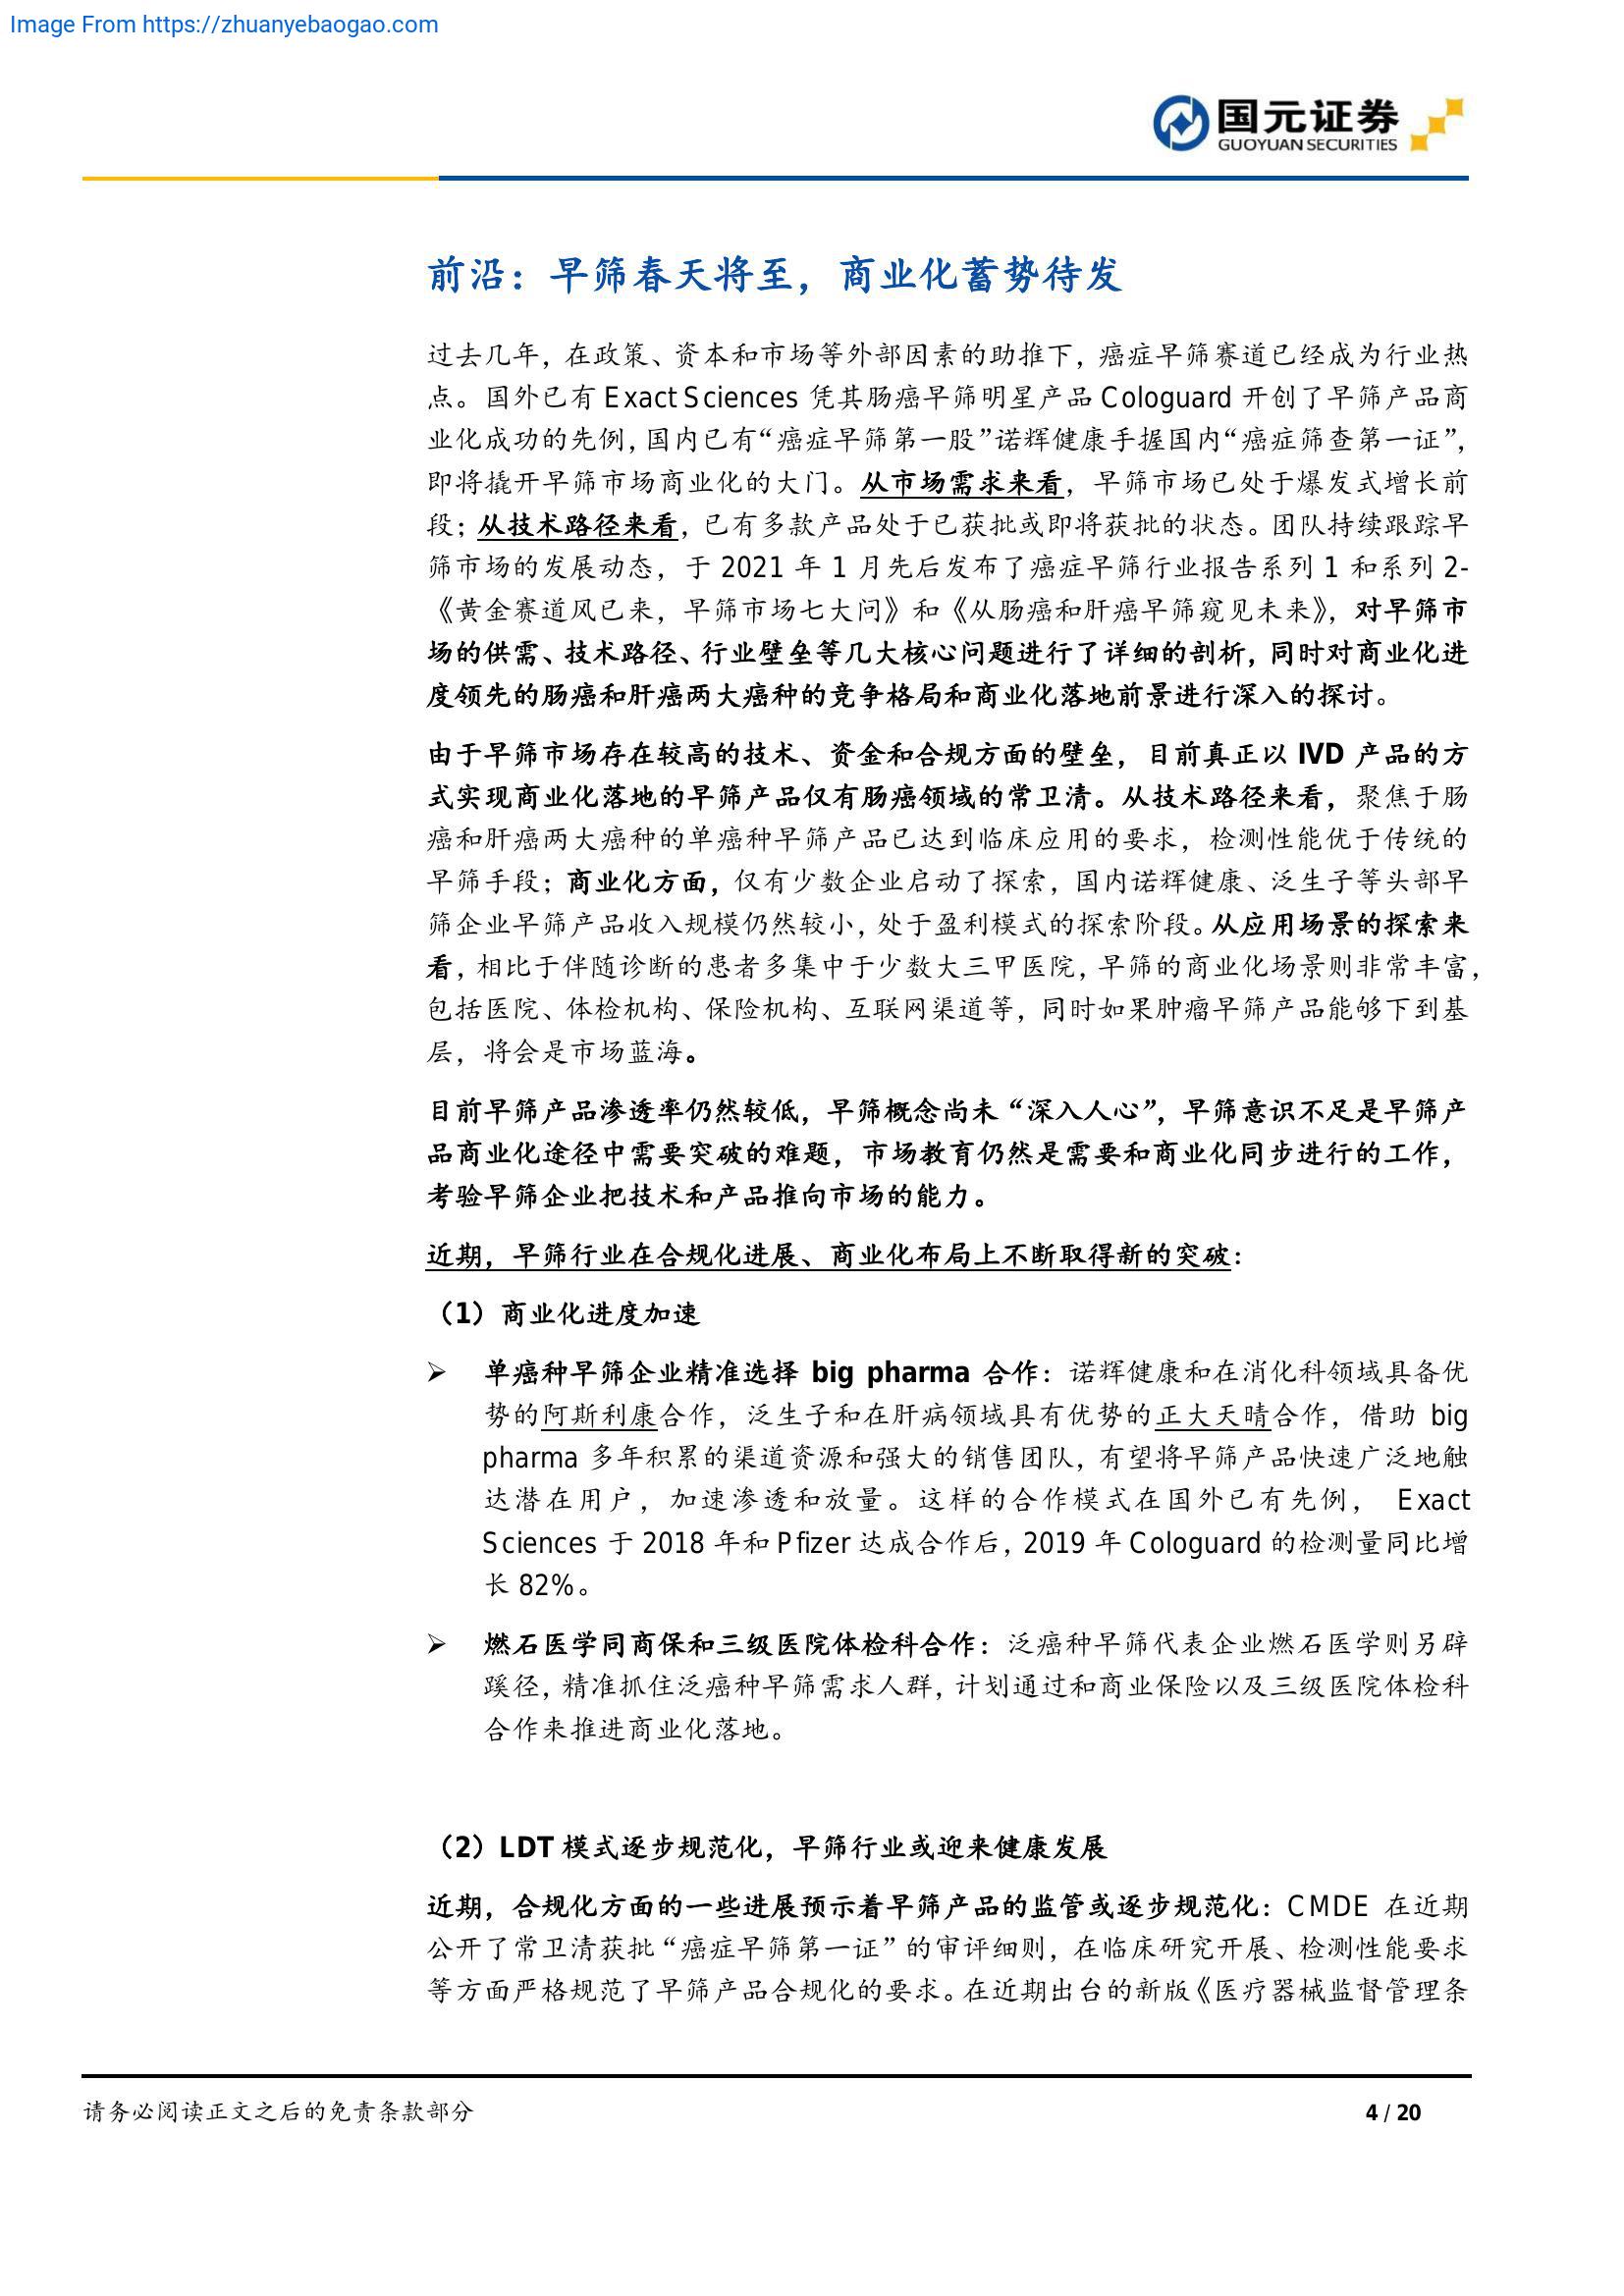 Image From https://zhuanyebaogao.com
国元证券
GUOYUAN SECURITIES
前沿：早筛春天将至，商业化蓄势待发
过去几年，在政策、资本和市场等外部因素的助推下，癌症早筛赛道已经成为行业热
点。国外已有 Exact Sciences 凭其肠癌早筛明星产品 Cologuard 开创了早筛产品商
业化成功的先例，国内已有“癌症早筛第一股”诺辉健康手握国内“癌症筛查第一证”，
即将撬开早筛市场商业化的大门。从市场需求来看，早筛市场已处于爆发式增长前
段；从技术路径来看，已有多款产品处于已获批或即将获批的状态。团队持续跟踪早
筛市场的发展动态，于 2021 年 1 月先后发布了癌症早筛行业报告系列 1 和系列 2-
《黄金赛道风已来，早筛市场七大问》和《从肠癌和肝癌早筛窥见未来》，对早筛市
场的供需、技术路径、行业壁垒等几大核心问题进行了详细的剖析，同时对商业化进
度领先的肠癌和肝癌两大癌种的竞争格局和商业化落地前景进行深入的探讨。
由于早筛市场存在较高的技术、资金和合规方面的壁垒，目前真正以 IVD 产品的方
式实现商业化落地的早筛产品仅有肠癌领域的常卫清。从技术路径来看，聚焦于肠
癌和肝癌两大癌种的单癌种早筛产品已达到临床应用的要求，检测性能优于传统的
早筛手段；商业化方面，仅有少数企业启动了探索，国内诺辉健康、泛生子等头部早
筛企业早筛产品收入规模仍然较小，处于盈利模式的探索阶段。从应用场景的探索来
看，相比于伴随诊断的患者多集中于少数大三甲医院，早筛的商业化场景则非常丰富，
包括医院、体检机构、保险机构、互联网渠道等，同时如果肿瘤早筛产品能够下到基
层，将会是市场蓝海。
目前早筛产品渗透率仍然较低，早筛概念尚未“深入人心”，早筛意识不足是早筛产
品商业化途径中需要突破的难题，市场教育仍然是需要和商业化同步进行的工作，
考验早筛企业把技术和产品推向市场的能力。
近期，早筛行业在合规化进展、商业化布局上不断取得新的突破：
（1）商业化进度加速
➢ 单癌种早筛企业精准选择 big pharma 合作：诺辉健康和在消化科领域具备优
势的阿斯利康合作，泛生子和在肝病领域具有优势的正大天晴合作，借助 big
pharma 多年积累的渠道资源和强大的销售团队，有望将早筛产品快速广泛地触
达潜在用户，加速渗透和放量。这样的合作模式在国外已有先例， Exact
Sciences 于 2018 年和 Pfizer 达成合作后，2019 年 Cologuard 的检测量同比增
长 82%。
➢ 燃石医学同商保和三级医院体检科合作：泛癌种早筛代表企业燃石医学则另辟
蹊径，精准抓住泛癌种早筛需求人群，计划通过和商业保险以及三级医院体检科
合作来推进商业化落地。
（2）LDT 模式逐步规范化，早筛行业或迎来健康发展
近期，合规化方面的一些进展预示着早筛产品的监管或逐步规范化：CMDE 在近期
公开了常卫清获批“癌症早筛第一证”的审评细则，在临床研究开展、检测性能要求
等方面严格规范了早筛产品合规化的要求。在近期出台的新版《医疗器械监督管理条
请务必阅读正文之后的免责条款部分
4 / 20